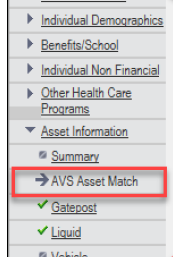 Individual Demographics
Benefits/School
Individual Non Financial
Other Health Care
Programs
Asset Information
Summary
AVS Asset Match
Gatepost
Liquid
Vehicle